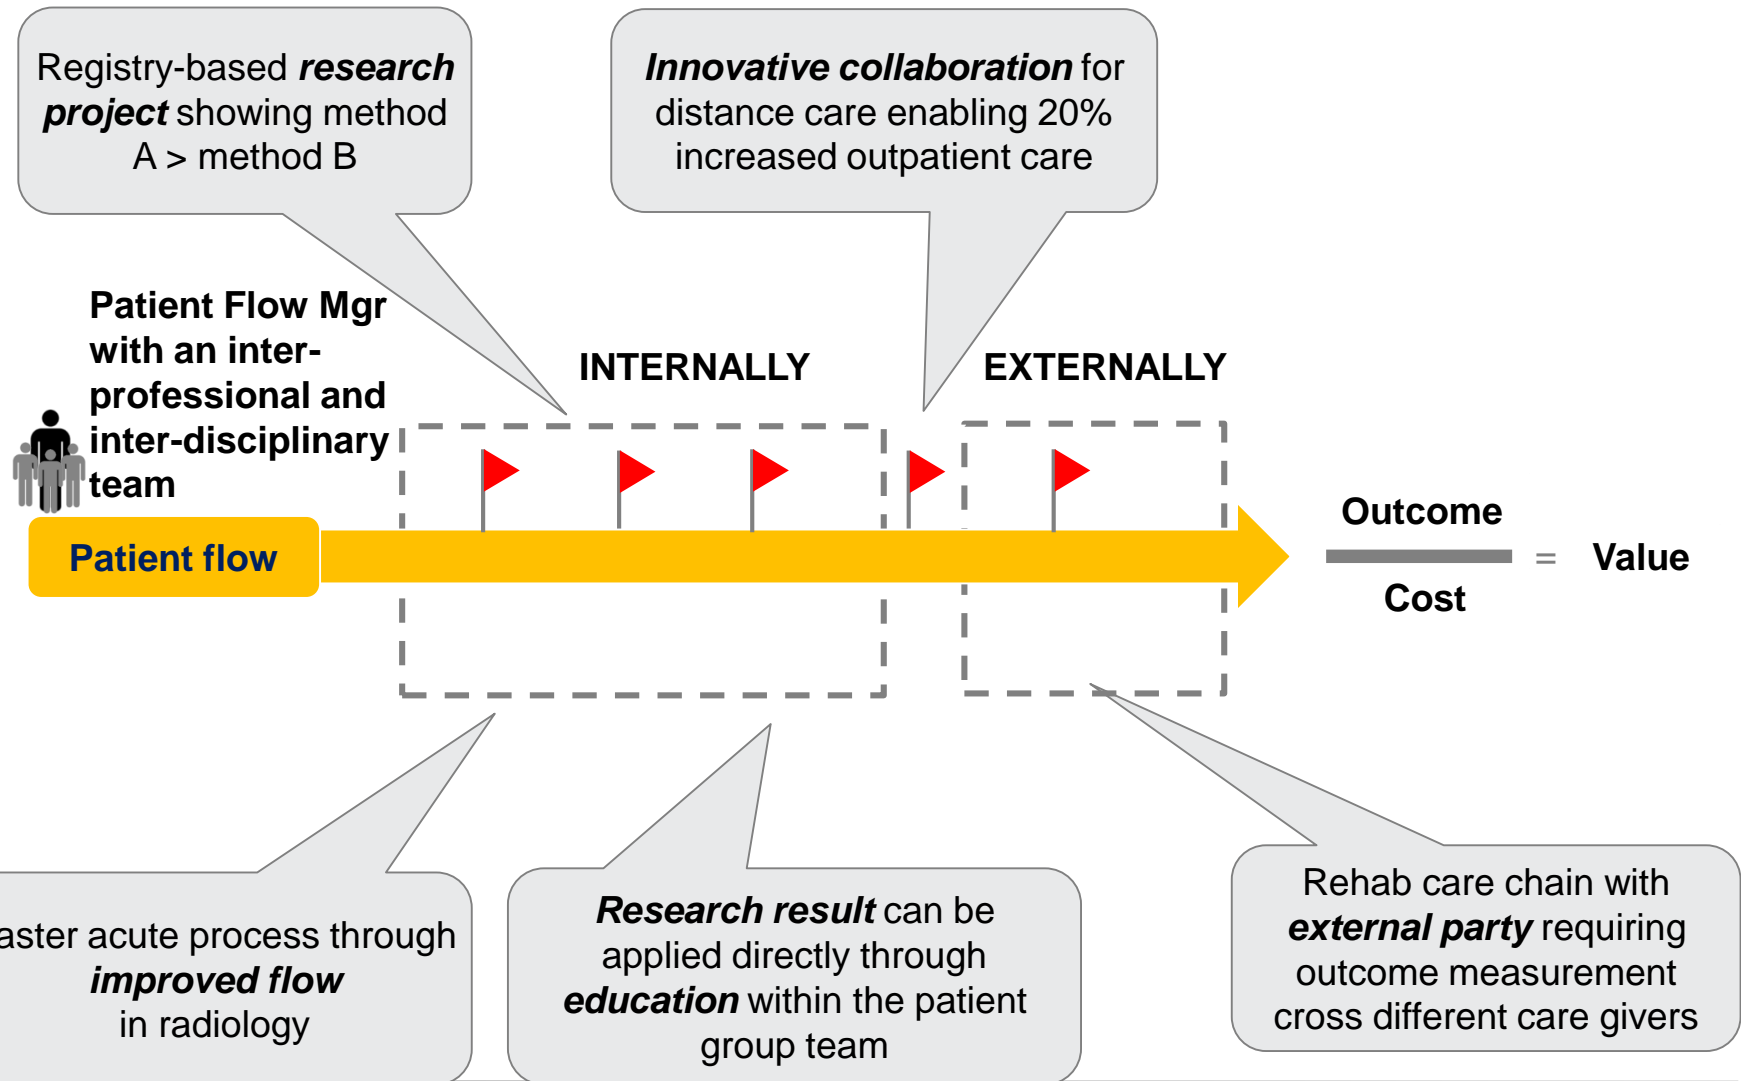 Registry-based research
project showing method
A > method B
Innovative collaboration for
distance care enabling 20%
increased outpatient care
Patient Flow Mgr
with an inter-
professional and
inter-disciplinary
team
INTERNALLY
EXTERNALLY
Patient flow
Outcome
Cost
= Value
aster acute process through
improved flow
in radiology
Research result can be
applied directly through
education within the patient
group team
Rehab care chain with
external party requiring
outcome measurement
cross different care givers